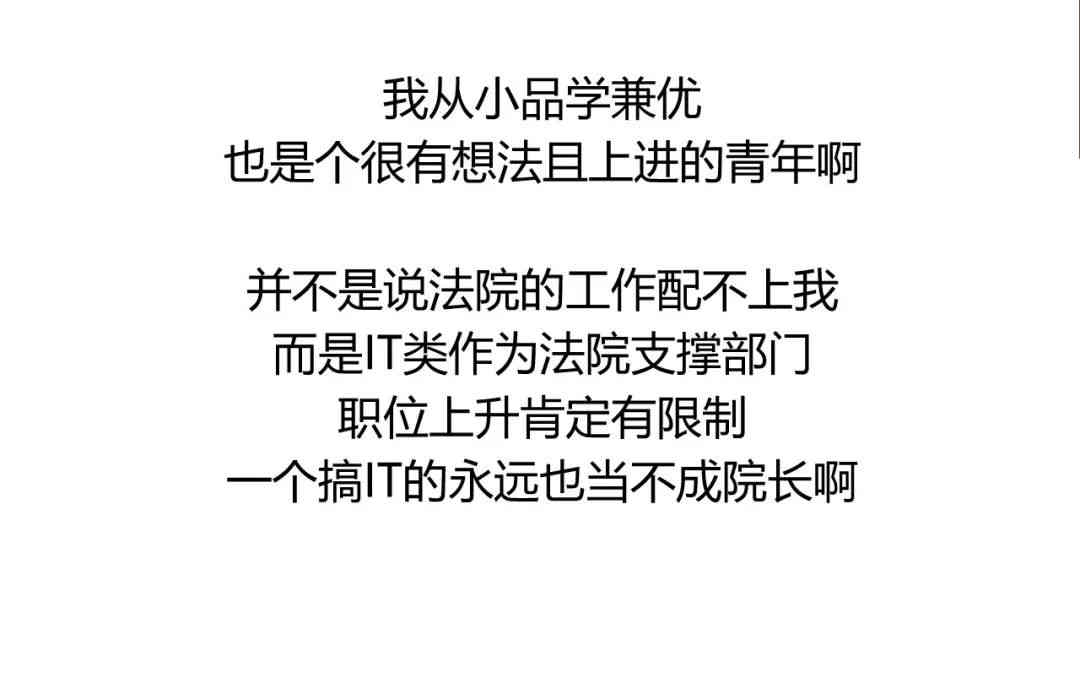 我从小品学兼优
也是个很有想法且上进的青年啊
并不是说法院的工作配不上我
而是IT类作为法院支撑部门
职位上升肯定有限制
一个搞IT的永远也当不成院长啊